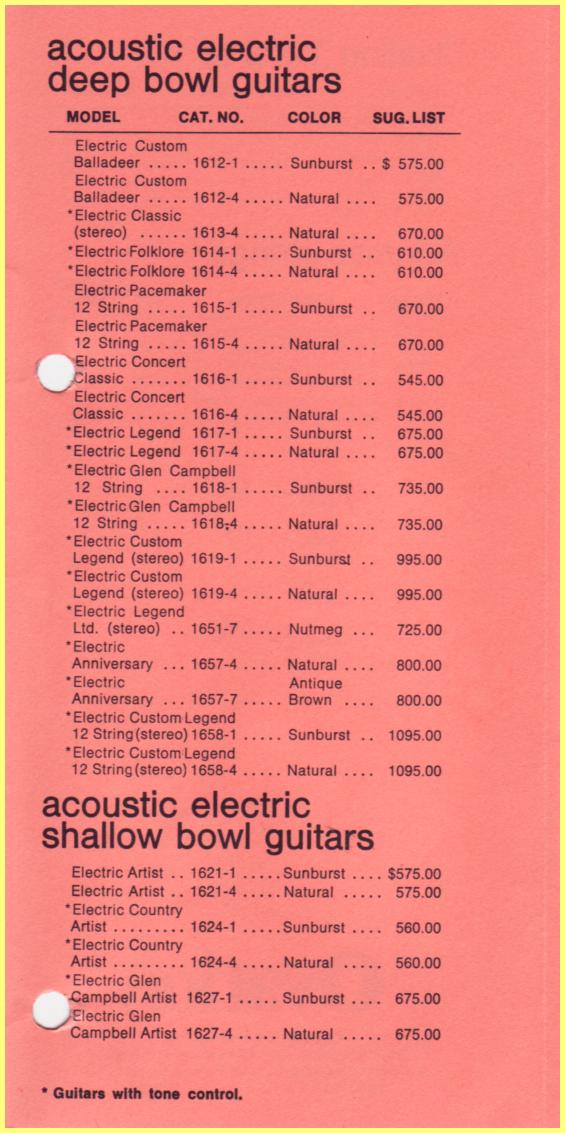 acoustic electric
deep bowl guitars
MODEL CAT. NO. COLOR SUG. LIST
Electric Custom
Balladeer ..... 1612-1 ..... Sunburst .. $ 575.00
Electric Custom
Balladeer ..... 1612-4 ..... Natural .... 575.00
*Electric Classic
(stereo) ...... 1613-4 ..... Natural .... 670.00
*Electric Folklore 1614-1 ..... Sunburst .. 610.00
*Electric Folklore 1614-4 ..... Natural .... 610.00
Electric Pacemaker
12 String ..... 1615-1 ..... Sunburst .. 670.00
Electric Pacemaker
12 String ..... 1615-4 ..... Natural .... 670.00
Electric Concert
Classic ....... 1616-1 ..... Sunburst .. 545.00
Electric Concert
Classic ....... 1616-4 ..... Natural .... 545.00
*Electric Legend 1617-1 ..... Sunburst .. 675.00
*Electric Legend 1617-4 ..... Natural .... 675.00
*Electric Glen Campbell
12 String .... 1618-1 ..... Sunburst .. 735.00
*Electric Glen Campbell
12 String ..... 1618-4 ..... Natural .... 735.00
*Electric Custom
Legend (stereo) 1619-1 ..... Sunburst .. 995.00
*Electric Custom
Legend (stereo) 1619-4 ..... Natural .... 995.00
*Electric Legend
Ltd. (stereo) .. 1651-7 ..... Nutmeg ... 725.00
*Electric
Anniversary ... 1657-4 ..... Natural .... 800.00
*Electric Antique
Anniversary ... 1657-7 ..... Brown .... 800.00
*Electric Custom Legend
12 String (stereo) 1658-1 ..... Sunburst .. 1095.00
*Electric Custom Legend
12 String (stereo) 1658-4 ..... Natural .... 1095.00
acoustic electric
shallow bowl guitars
Electric Artist .. 1621-1 ..... Sunburst .... $575.00
Electric Artist .. 1621-4 ..... Natural ..... 575.00
*Electric Country
Artist ......... 1624-1 ..... Sunburst .... 560.00
*Electric Country
Artist ......... 1624-4 ..... Natural ..... 560.00
*Electric Glen
Campbell Artist 1627-1 ..... Sunburst .... 675.00
Electric Glen
Campbell Artist 1627-4 ..... Natural ..... 675.00
* Guitars with tone control.